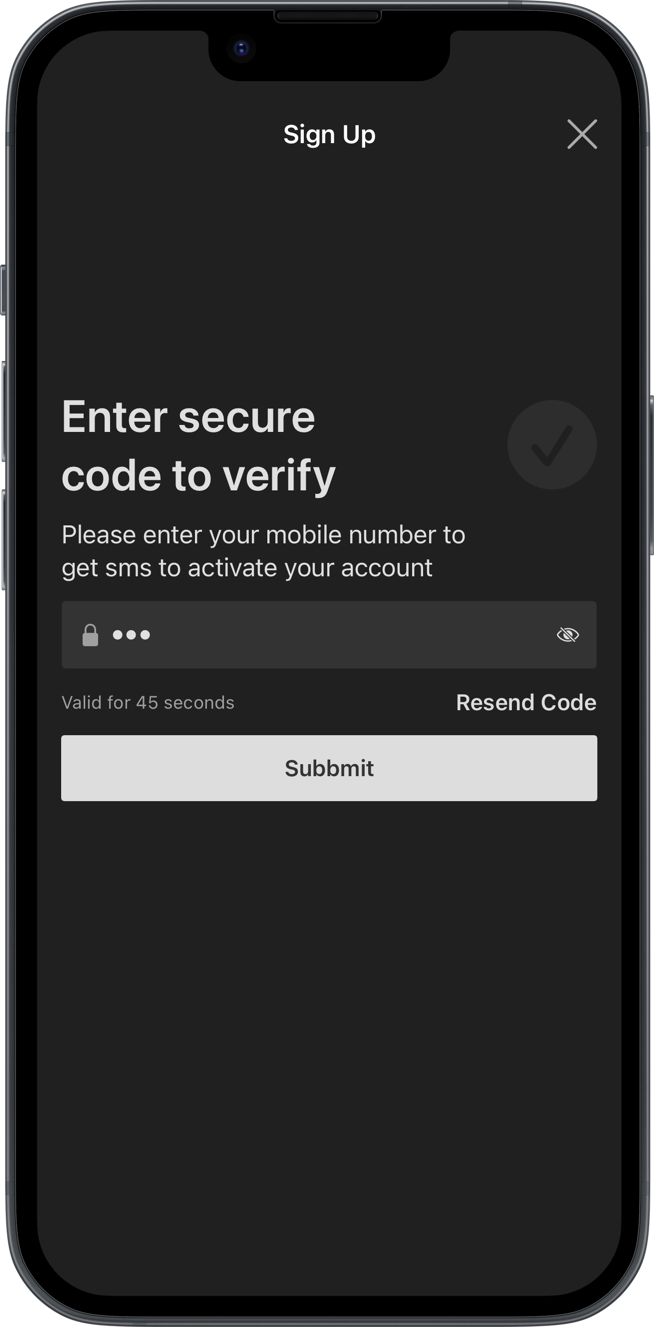 Sign Up
Enter secure
code to verify
Please enter your mobile number to
get sms to activate your account
Valid for 45 seconds
Resend Code
Subbmit